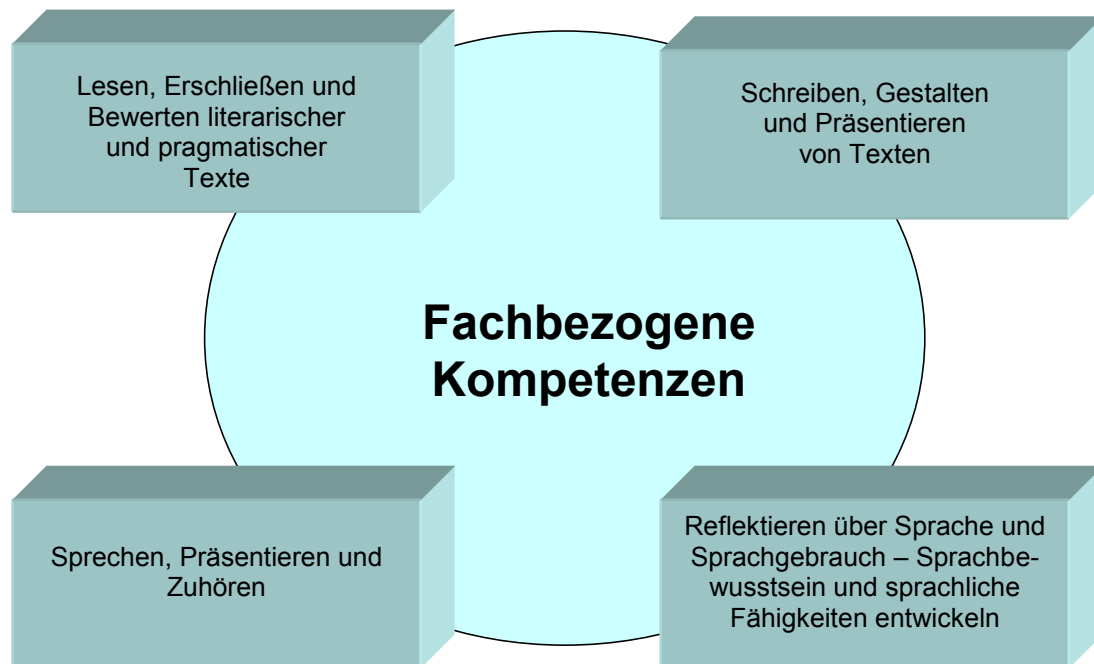 Lesen, Erschließen und
Bewerten literarischer
und pragmatischer
Texte
Schreiben, Gestalten
und Präsentieren
von Texten
Fachbezogene
Kompetenzen
Sprechen, Präsentieren und
Zuhören
Reflektieren über Sprache und
Sprachgebrauch – Sprachbe-
wusstsein und sprachliche
Fähigkeiten entwickeln